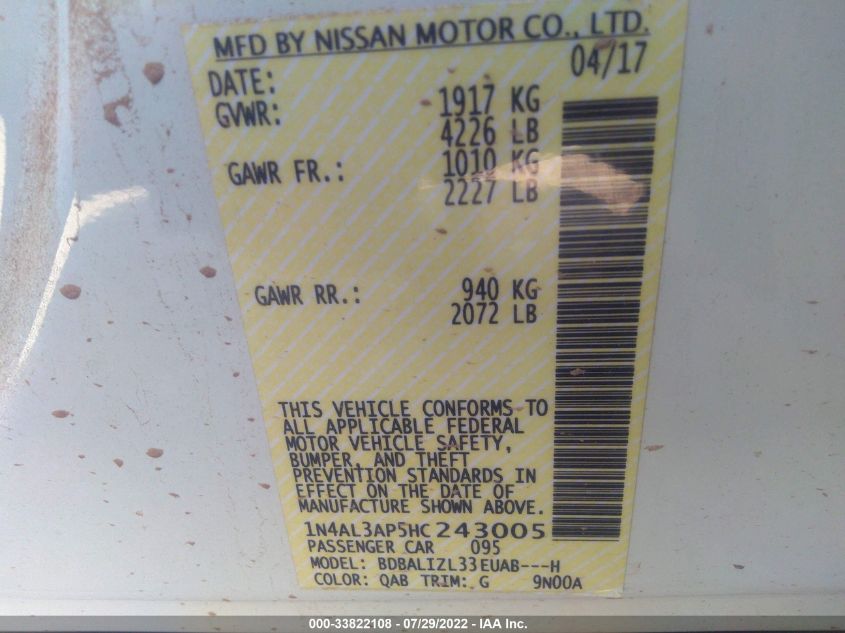 MFD BY NISSAN MOTOR CO., LTD.
DATE: 04/17
GVWR: 1917 KG
4226 LB
GAWR FR.: 1010 KG
2227 LB
GAWR RR.: 940 KG
2072 LB
THIS VEHICLE CONFORMS TO
ALL APPLICABLE FEDERAL
MOTOR VEHICLE SAFETY,
BUMPER, AND THEFT
PREVENTION STANDARDS IN
EFFECT ON THE DATE OF
MANUFACTURE SHOWN ABOVE.
1N4AL3AP5HC243005
PASSENGER CAR 095
MODEL: BDBALIZL33EUAB---H
COLOR: QAB TRIM: G 9N00A
000-33822108 - 07/29/2022 - IAA Inc.